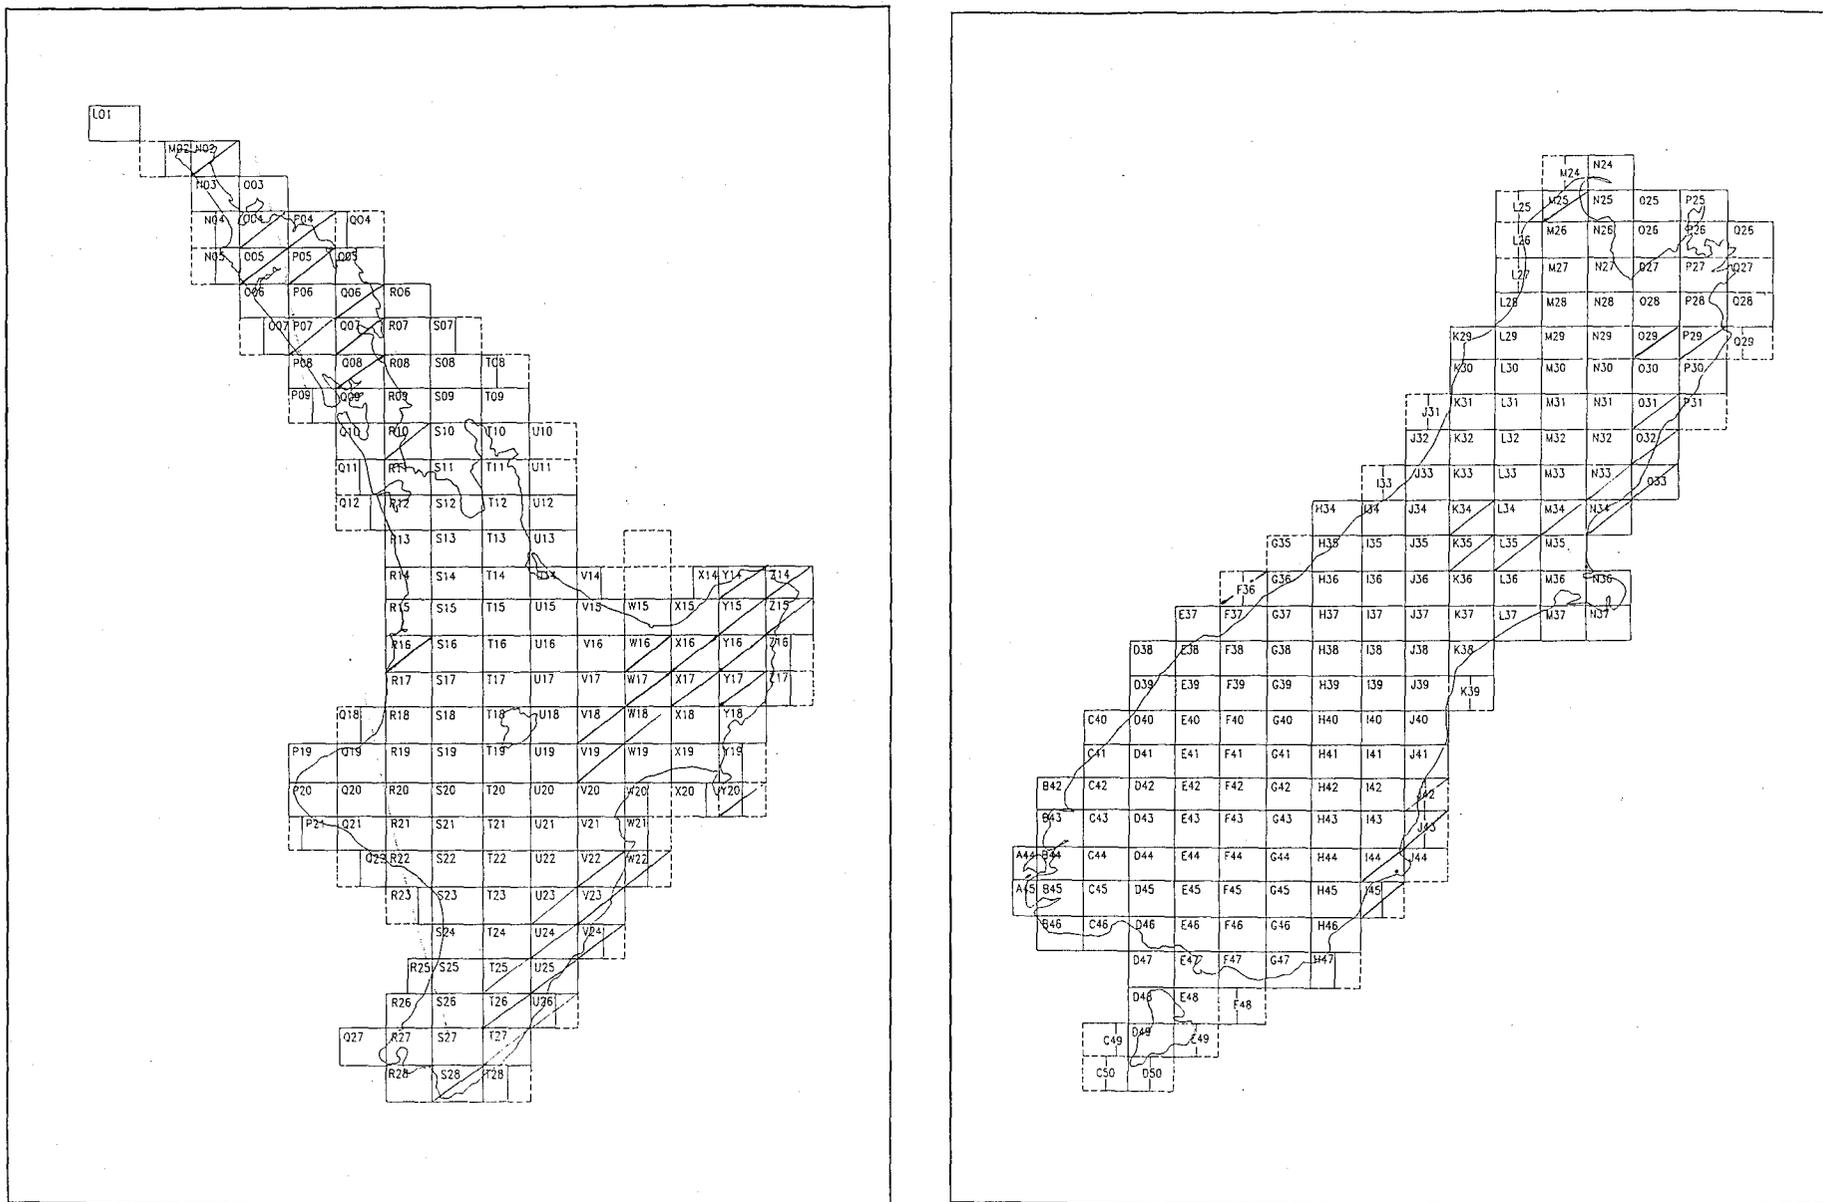 L01
M02 N02
N03 O03
N04 O04 P04 Q04
N05 O05 P05 Q05
O06 P06 Q06 R06
O07 P07 Q07 R07 S07
P08 Q08 R08 S08 T08
P09 Q09 R09 S09 T09
Q10 R10 S10 T10 U10
Q11 R11 S11 T11 U11
Q12 R12 S12 T12 U12
R13 S13 T13 U13
R14 S14 T14 U14 V14 X14 Y14 Z14
R15 S15 T15 U15 V15 W15 X15 Y15 Z15
R16 S16 T16 U16 V16 W16 X16 Y16 Z16
R17 S17 T17 U17 V17 W17 X17 Y17 Z17
Q18 R18 S18 T18 U18 V18 W18 X18 Y18
P19 Q19 R19 S19 T19 U19 V19 W19 X19 Y19
P20 Q20 R20 S20 T20 U20 V20 W20 X20 Y20
P21 Q21 R21 S21 T21 U21 V21 W21
Q22 R22 S22 T22 U22 V22 W22
R23 S23 T23 U23 V23
S24 T24 U24 V24
R25 S25 T25 U25
R26 S26 T26 U26
Q27 R27 S27 T27
R28 S28 T28
M24 N24
L25 M25 N25 O25 P25
L26 M26 N26 O26 P26 Q26
L27 M27 N27 O27 P27 Q27
L28 M28 N28 O28 P28 Q28
K29 L29 M29 N29 O29 P29 Q29
K30 L30 M30 N30 O30 P30
J31 K31 L31 M31 N31 O31 P31
J32 K32 L32 M32 N32 O32
I33 J33 K33 L33 M33 N33 O33
H34 I34 J34 K34 L34 M34 N34
G35 H35 I35 J35 K35 L35 M35
F36 G36 H36 I36 J36 K36 L36 M36 N36
E37 F37 G37 H37 I37 J37 K37 L37 M37 N37
D38 E38 F38 G38 H38 I38 J38 K38
D39 E39 F39 G39 H39 I39 J39 K39
C40 D40 E40 F40 G40 H40 I40 J40
C41 D41 E41 F41 G41 H41 I41 J41
B42 C42 D42 E42 F42 G42 H42 I42 J42
B43 C43 D43 E43 F43 G43 H43 I43 J43
A44 B44 C44 D44 E44 F44 G44 H44 I44 J44
A45 B45 C45 D45 E45 F45 G45 H45 I45
B46 C46 D46 E46 F46 G46 H46
D47 E47 F47 G47 H47
D48 E48 F48
C49 D49 E49
C50 D50